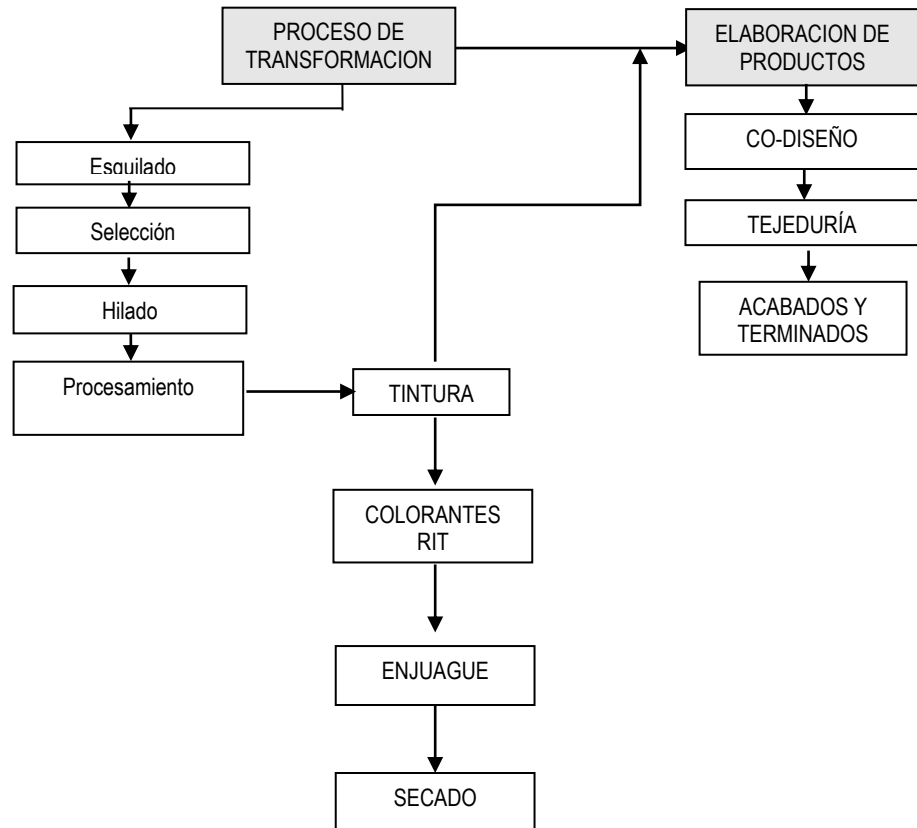 PROCESO DE
TRANSFORMACION
ELABORACION DE
PRODUCTOS
Esquilado
Selección
Hilado
Procesamiento
TINTURA
COLORANTES
RIT
ENJUAGUE
SECADO
CO-DISEÑO
TEJEDURÍA
ACABADOS Y
TERMINADOS